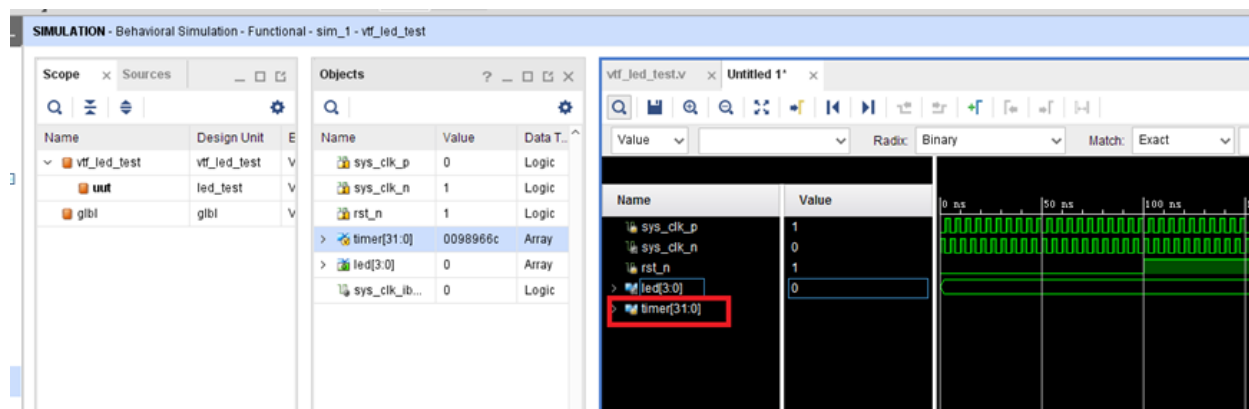 SIMULATION - Behavioral Simulation - Functional - sim_1 - vtf_led_test
Scope Sources
Name Design Unit
vtf_led_test vtf_led_test V
uut led_test V
glbl glbl V
Objects
Name Value Data T..
sys_clk_p 0 Logic
sys_clk_n 1 Logic
rst_n 1 Logic
timer[31:0] 0098966c Array
led[3:0] 0 Array
sys_clk_ib... 0 Logic
vtf_led_test.v Untitled 1*
Value Radix: Binary Match: Exact
Name Value
0 ns 50 ns 100 ns
sys_clk_p 1
sys_clk_n 0
rst_n 1
led[3:0] 0
timer[31:0]